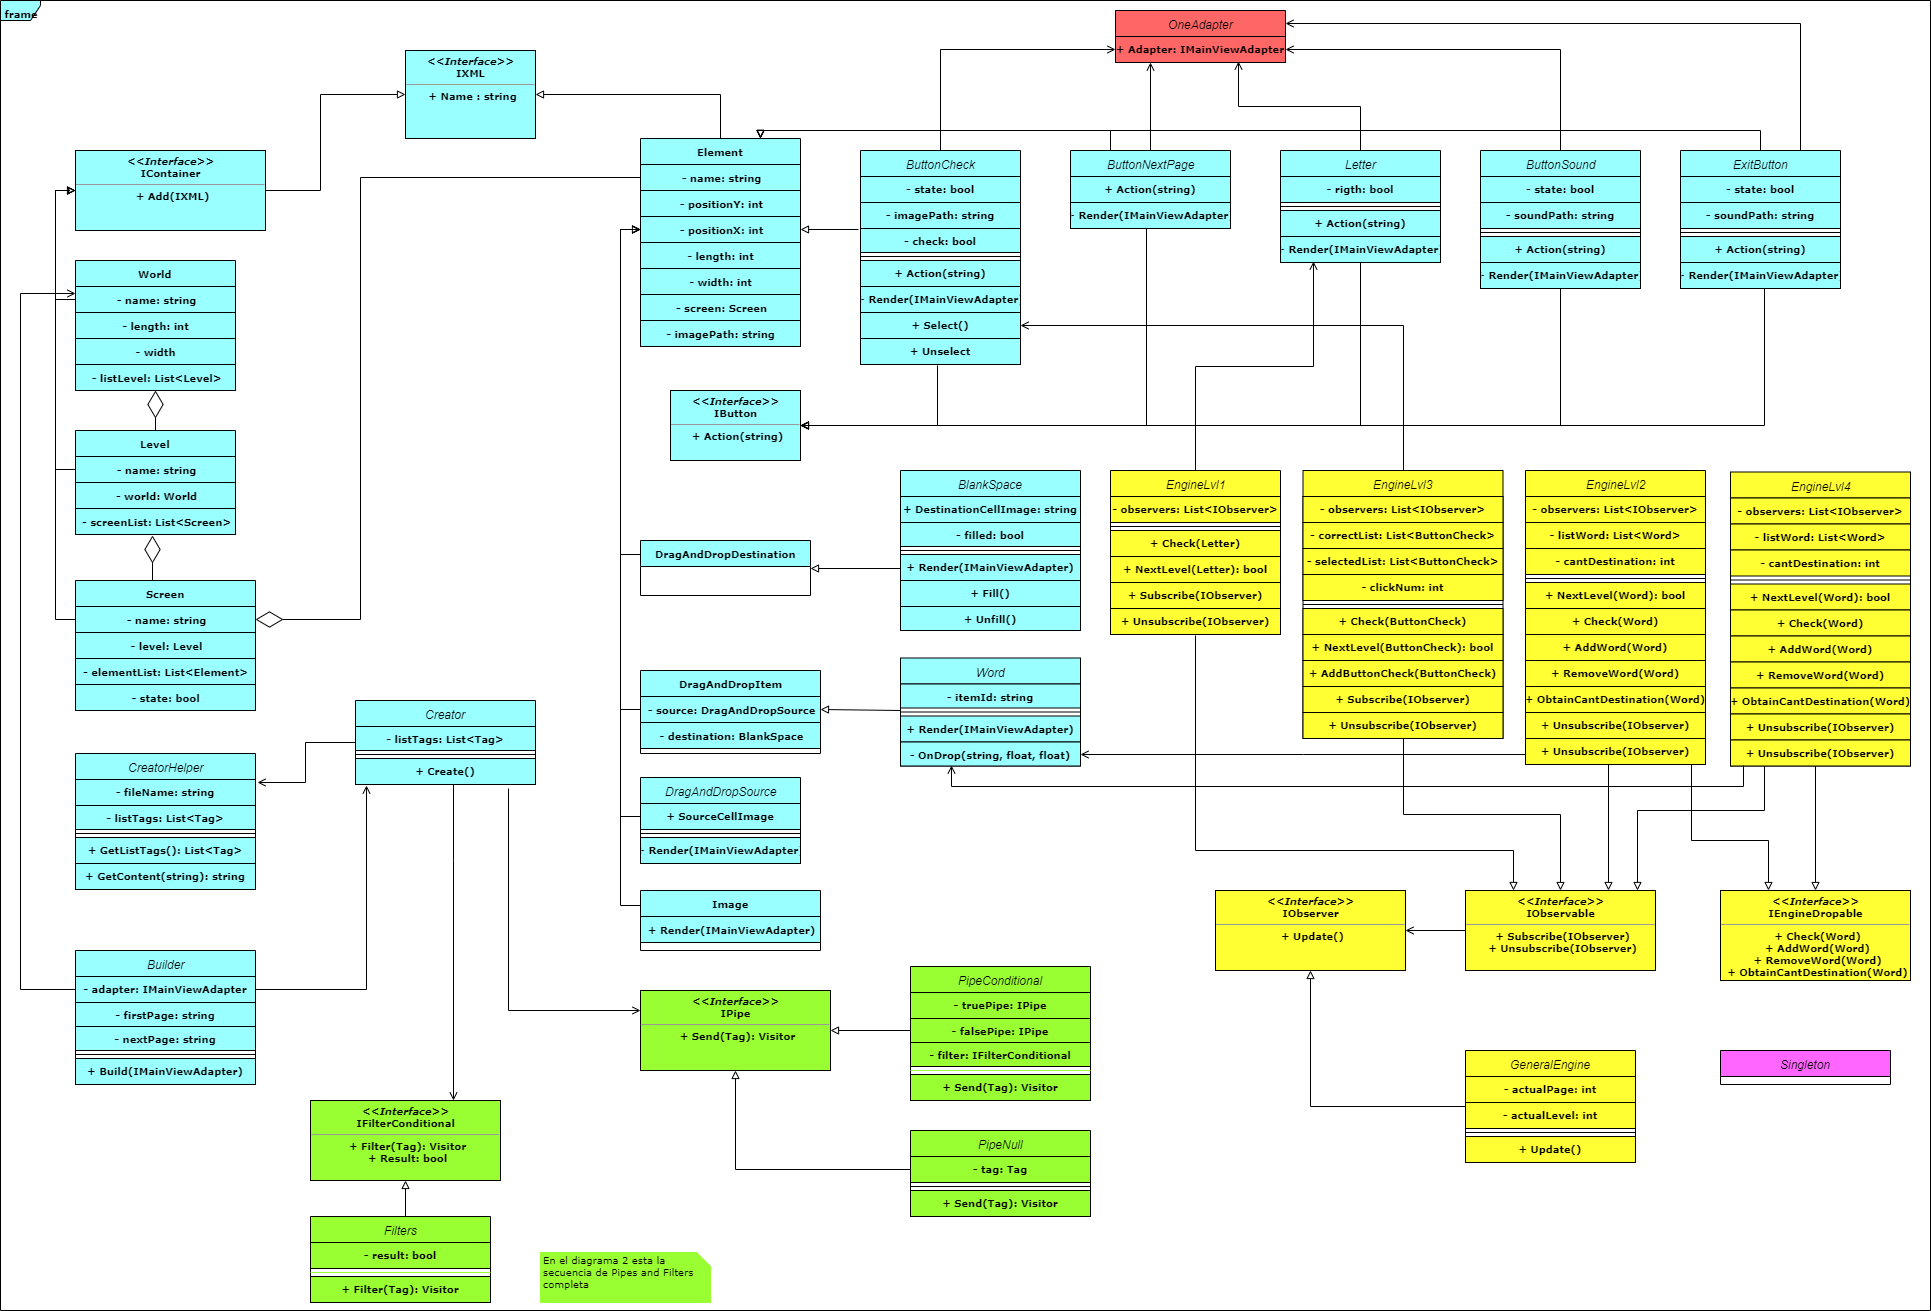 frame
OneAdapter
+ Adapter: IMainViewAdapter
<<Interface>>
IXML
+ Name : string
<<Interface>>
IContainer
+ Add(IXML)
Element
- name: string
- positionY: int
- positionX: int
- length: int
- width: int
- screen: Screen
- imagePath: string
ButtonCheck
- state: bool
- imagePath: string
- check: bool
+ Action(string)
- Render(IMainViewAdapter
+ Select()
+ Unselect
ButtonNextPage
+ Action(string)
- Render(IMainViewAdapter
Letter
- rigth: bool
+ Action(string)
- Render(IMainViewAdapter
ButtonSound
- state: bool
- soundPath: string
+ Action(string)
- Render(IMainViewAdapter
ExitButton
- state: bool
- soundPath: string
+ Action(string)
- Render(IMainViewAdapter
World
- name: string
- length: int
- width
- listLevel: List<Level>
Level
- name: string
- world: World
- screenList: List<Screen>
Screen
- name: string
- level: Level
- elementList: List<Element>
- state: bool
<<Interface>>
IButton
+ Action(string)
BlankSpace
+ DestinationCellImage: string
- filled: bool
+ Render(IMainViewAdapter)
+ Fill()
+ Unfill()
EngineLvl1
- observers: List<IObserver>
+ Check(Letter)
+ NextLevel(Letter): bool
+ Subscribe(IObserver)
+ Unsubscribe(IObserver)
EngineLvl3
- observers: List<IObserver>
- correctList: List<ButtonCheck>
- selectedList: List<ButtonCheck>
- clickNum: int
+ Check(ButtonCheck)
+ NextLevel(ButtonCheck): bool
+ AddButtonCheck(ButtonCheck)
+ Subscribe(IObserver)
+ Unsubscribe(IObserver)
EngineLvl2
- observers: List<IObserver>
- listWord: List<Word>
- cantDestination: int
+ NextLevel(Word): bool
+ Check(Word)
+ AddWord(Word)
+ RemoveWord(Word)
+ ObtainCantDestination(Word)
+ Unsubscribe(IObserver)
+ Unsubscribe(IObserver)
EngineLvl4
- observers: List<IObserver>
- listWord: List<Word>
- cantDestination: int
+ NextLevel(Word): bool
+ Check(Word)
+ AddWord(Word)
+ RemoveWord(Word)
+ ObtainCantDestination(Word)
+ Unsubscribe(IObserver)
+ Unsubscribe(IObserver)
DragAndDropDestination
DragAndDropItem
- source: DragAndDropSource
- destination: BlankSpace
Word
- itemId: string
+ Render(IMainViewAdapter)
- OnDrop(string, float, float)
Creator
- listTags: List<Tag>
+ Create()
CreatorHelper
- fileName: string
- listTags: List<Tag>
+ GetListTags(): List<Tag>
+ GetContent(string): string
DragAndDropSource
+ SourceCellImage
- Render(IMainViewAdapter
Image
+ Render(IMainViewAdapter)
<<Interface>>
IObserver
+ Update()
<<Interface>>
IObservable
+ Subscribe(IObserver)
+ Unsubscribe(IObserver)
<<Interface>>
IEngineDropable
+ Check(Word)
+ AddWord(Word)
+ RemoveWord(Word)
+ ObtainCantDestination(Word)
Builder
- adapter: IMainViewAdapter
- firstPage: string
- nextPage: string
+ Build(IMainViewAdapter)
<<Interface>>
IPipe
+ Send(Tag): Visitor
PipeConditional
- truePipe: IPipe
- falsePipe: IPipe
- filter: IFilterConditional
+ Send(Tag): Visitor
GeneralEngine
- actualPage: int
- actualLevel: int
+ Update()
Singleton
<<Interface>>
IFilterConditional
+ Filter(Tag): Visitor
+ Result: bool
PipeNull
- tag: Tag
+ Send(Tag): Visitor
Filters
- result: bool
+ Filter(Tag): Visitor
En el diagrama 2 esta la
secuencia de Pipes and Filters
completa